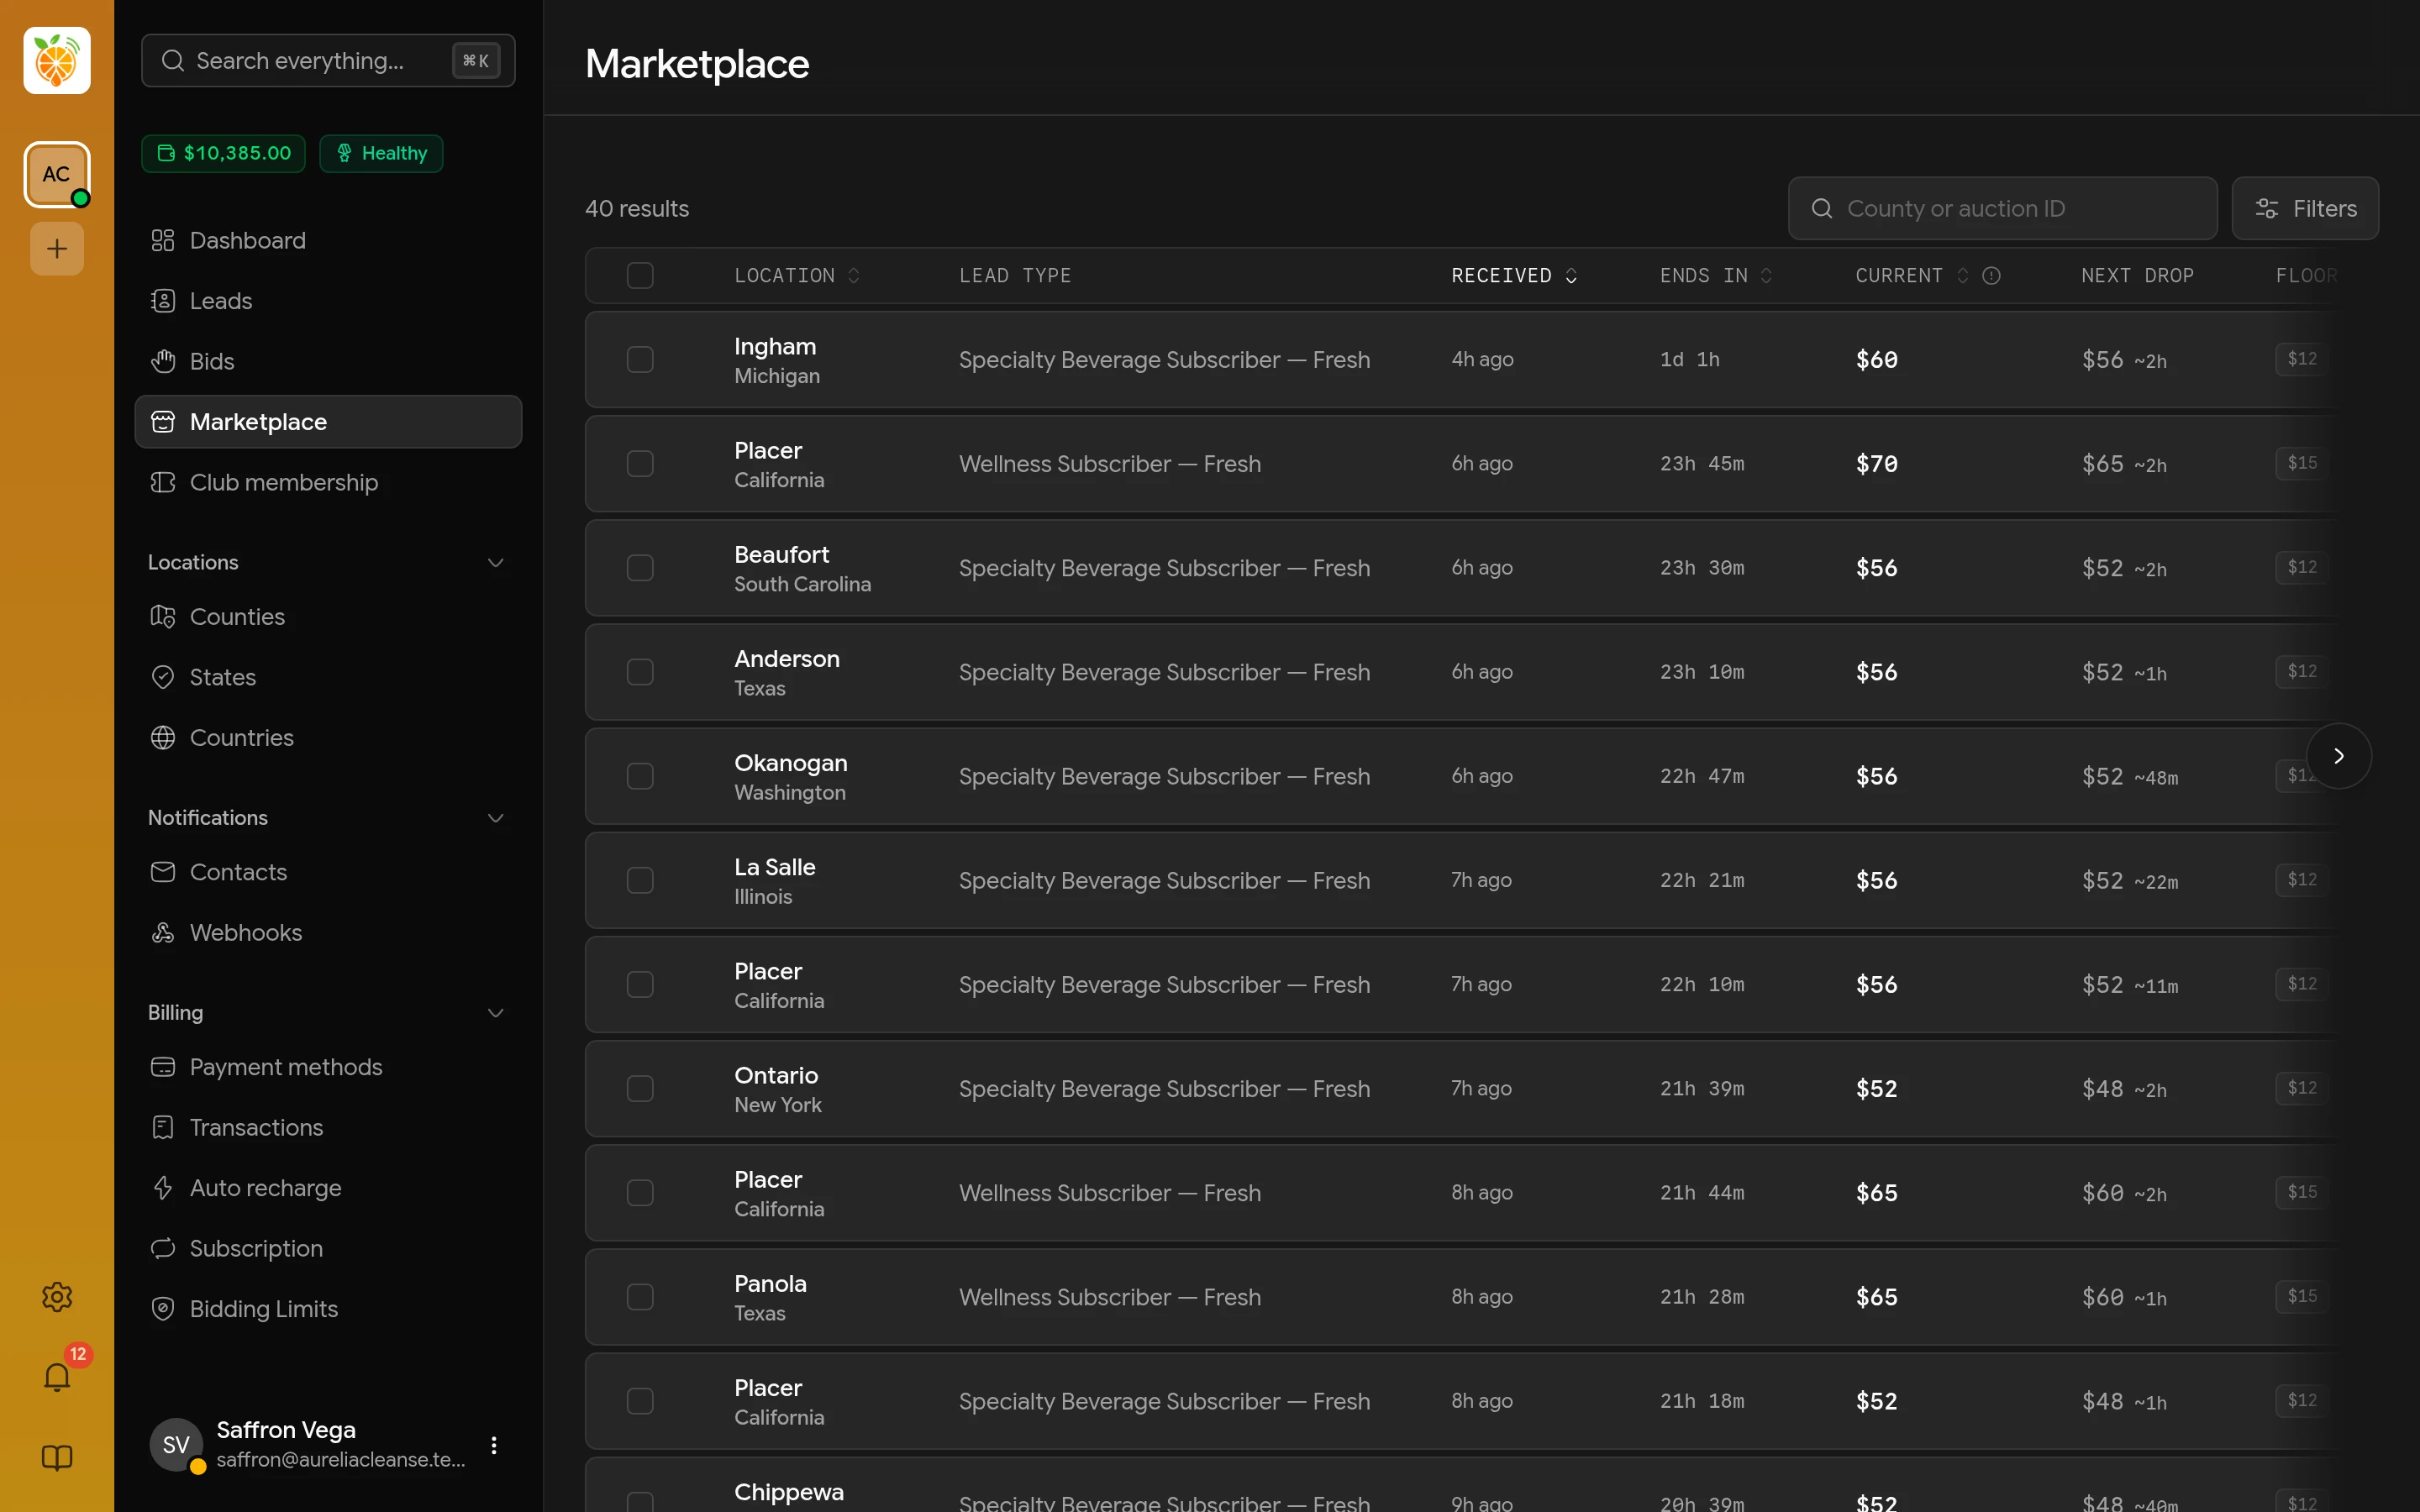 Search everything...
⌘ K
AC
$10,385.00
Healthy
Dashboard
Leads
Bids
Marketplace
Club membership
Locations
Counties
States
Countries
Notifications
Contacts
Webhooks
Billing
Payment methods
Transactions
Auto recharge
Subscription
Bidding Limits
12
SV
Saffron Vega
saffron@aureliacleanse.te...
Marketplace
40 results
County or auction ID
Filters
LOCATION LEAD TYPE RECEIVED ENDS IN CURRENT NEXT DROP FLOOR
Ingham
Michigan
Specialty Beverage Subscriber — Fresh 4h ago 1d 1h $60 $56 ~2h $12
Placer
California
Wellness Subscriber — Fresh 6h ago 23h 45m $70 $65 ~2h $15
Beaufort
South Carolina
Specialty Beverage Subscriber — Fresh 6h ago 23h 30m $56 $52 ~2h $12
Anderson
Texas
Specialty Beverage Subscriber — Fresh 6h ago 23h 10m $56 $52 ~1h $12
Okanogan
Washington
Specialty Beverage Subscriber — Fresh 6h ago 22h 47m $56 $52 ~48m $12
La Salle
Illinois
Specialty Beverage Subscriber — Fresh 7h ago 22h 21m $56 $52 ~22m $12
Placer
California
Specialty Beverage Subscriber — Fresh 7h ago 22h 10m $56 $52 ~11m $12
Ontario
New York
Specialty Beverage Subscriber — Fresh 7h ago 21h 39m $52 $48 ~2h $12
Placer
California
Wellness Subscriber — Fresh 8h ago 21h 44m $65 $60 ~2h $15
Panola
Texas
Wellness Subscriber — Fresh 8h ago 21h 28m $65 $60 ~1h $15
Placer
California
Specialty Beverage Subscriber — Fresh 8h ago 21h 18m $52 $48 ~1h $12
Chippewa
Specialty Beverage Subscriber — Fresh 9h ago 20h 39m $52 $48 ~40m $12